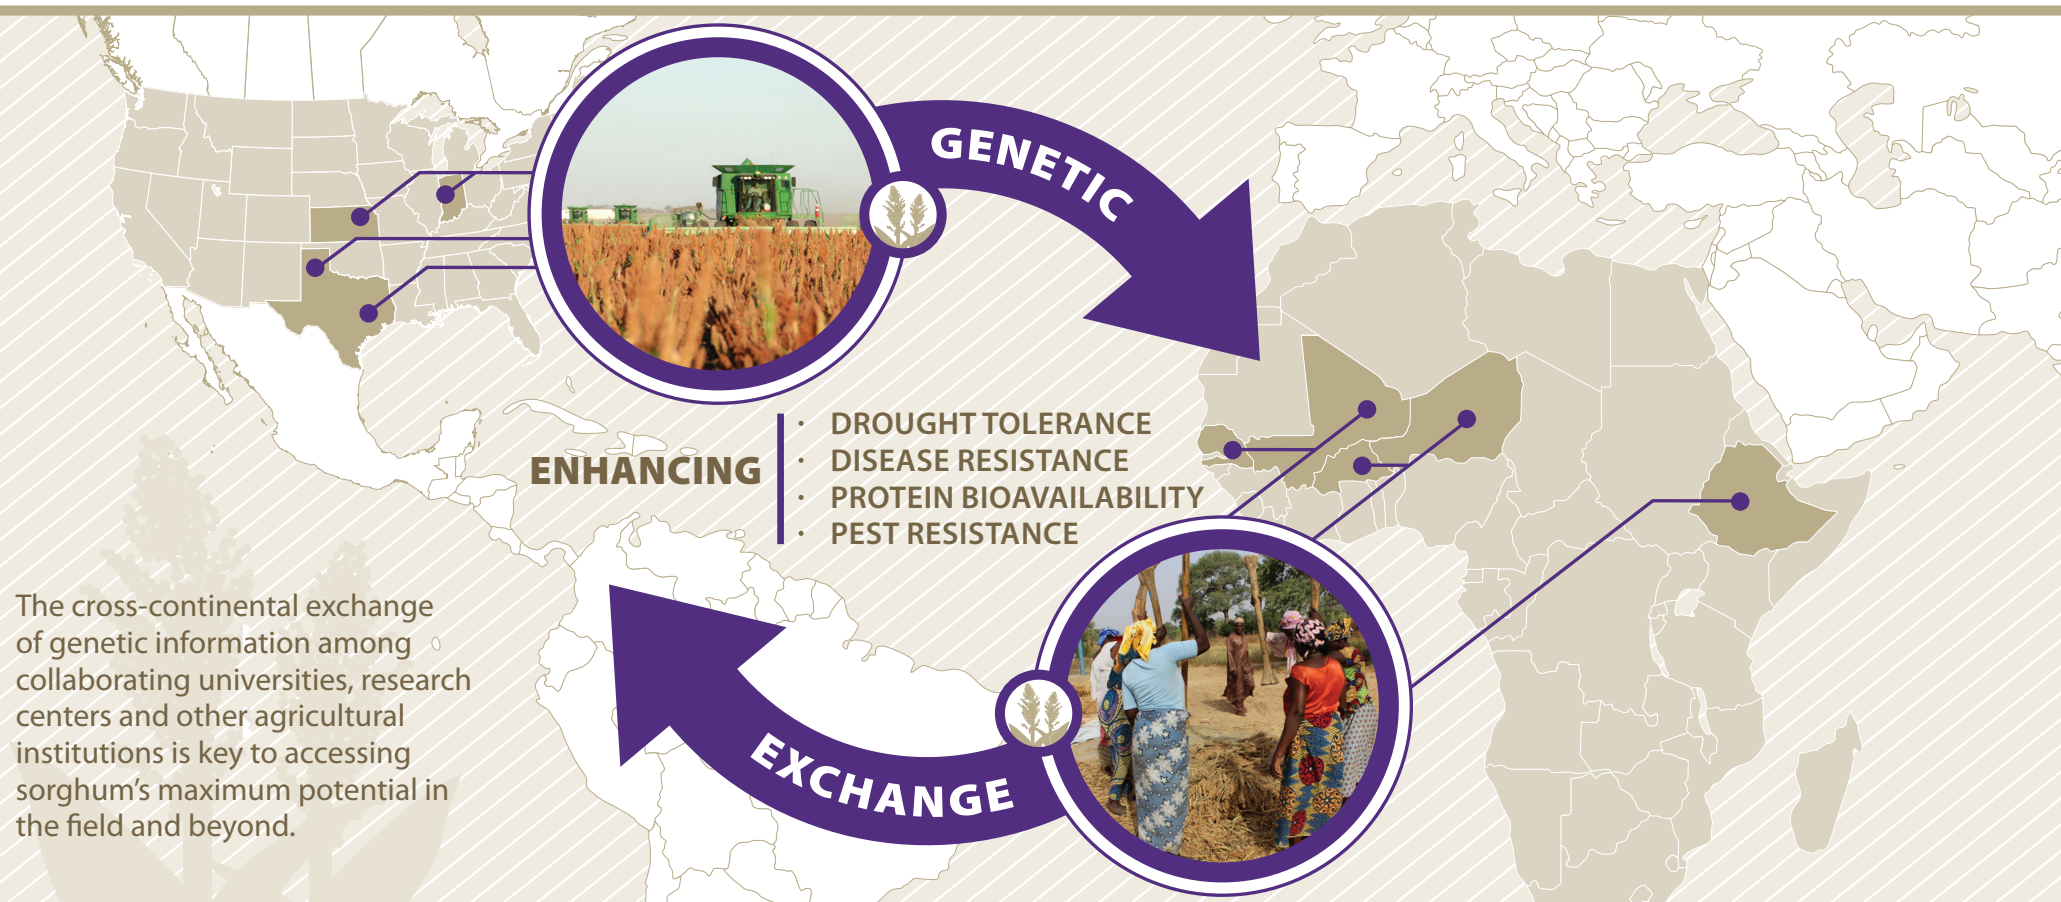 GENETIC
ENHANCING
· DROUGHT TOLERANCE
· DISEASE RESISTANCE
· PROTEIN BIOAVAILABILITY
· PEST RESISTANCE
The cross-continental exchange
of genetic information among
collaborating universities, research
centers and other agricultural
institutions is key to accessing
sorghum’s maximum potential in
the field and beyond.
EXCHANGE